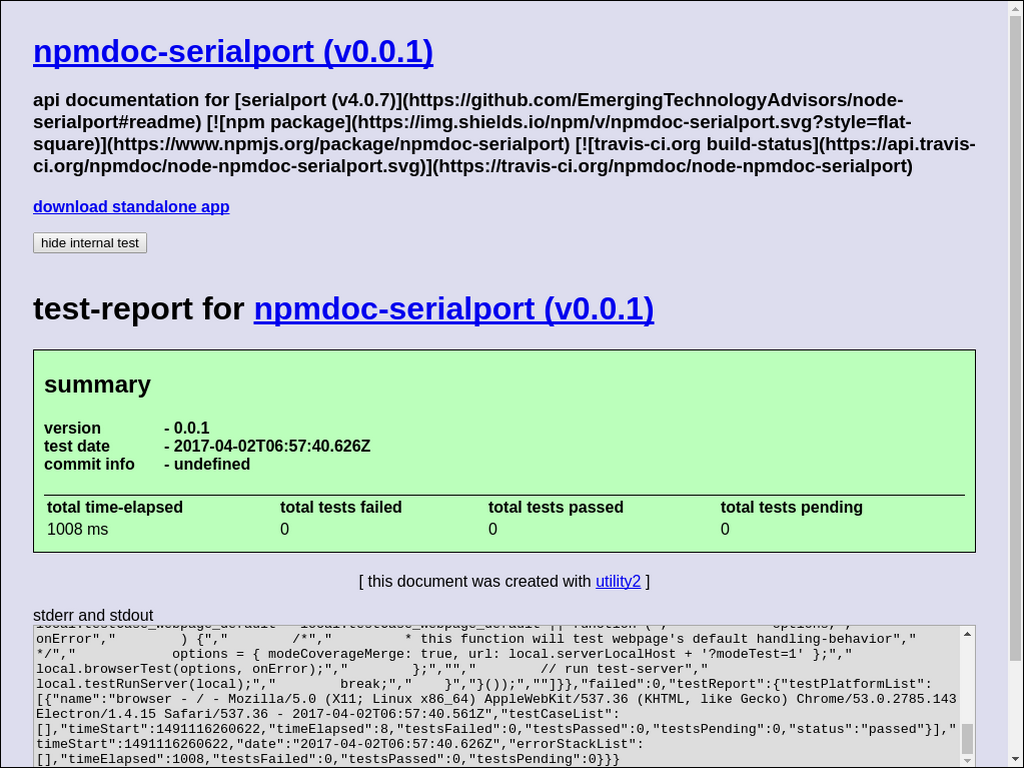 npmdoc-serialport (v0.0.1)
api documentation for [serialport (v4.0.7)](https://github.com/EmergingTechnologyAdvisors/node-
serialport#readme) [![npm package](https://img.shields.io/npm/v/npmdoc-serialport.svg?style=flat-
square)](https://www.npmjs.org/package/npmdoc-serialport) [![travis-ci.org build-status](https://api.travis-
ci.org/npmdoc/node-npmdoc-serialport.svg)](https://travis-ci.org/npmdoc/node-npmdoc-serialport)
download standalone app
hide internal test
test-report for npmdoc-serialport (v0.0.1)
summary
version - 0.0.1
test date - 2017-04-02T06:57:40.626Z
commit info - undefined
total time-elapsed total tests failed total tests passed total tests pending
1008 ms 0 0 0
[ this document was created with utility2 ]
stderr and stdout
onError","        ) {","        /*","         * this function will test webpage's default handling-behavior","
*/","         options = { modeCoverageMerge: true, url: local.serverLocalHost + '?modeTest=1' };","
local.browserTest(options, onError);","        };","","        // run test-server","
local.testRunServer(local);","        break;","    }","}());",""]}},"failed":0,"testReport":{"testPlatformList":
[{"name":"browser - / - Mozilla/5.0 (X11; Linux x86_64) AppleWebKit/537.36 (KHTML, like Gecko) Chrome/53.0.2785.143
Electron/1.4.15 Safari/537.36 - 2017-04-02T06:57:40.561Z","testCaseList":
[],"timeStart":1491116260622,"timeElapsed":8,"testsFailed":0,"testsPassed":0,"testsPending":0,"status":"passed"}],"
timeStart":1491116260622,"date":"2017-04-02T06:57:40.626Z","errorStackList":
[],"timeElapsed":1008,"testsFailed":0,"testsPassed":0,"testsPending":0}}}